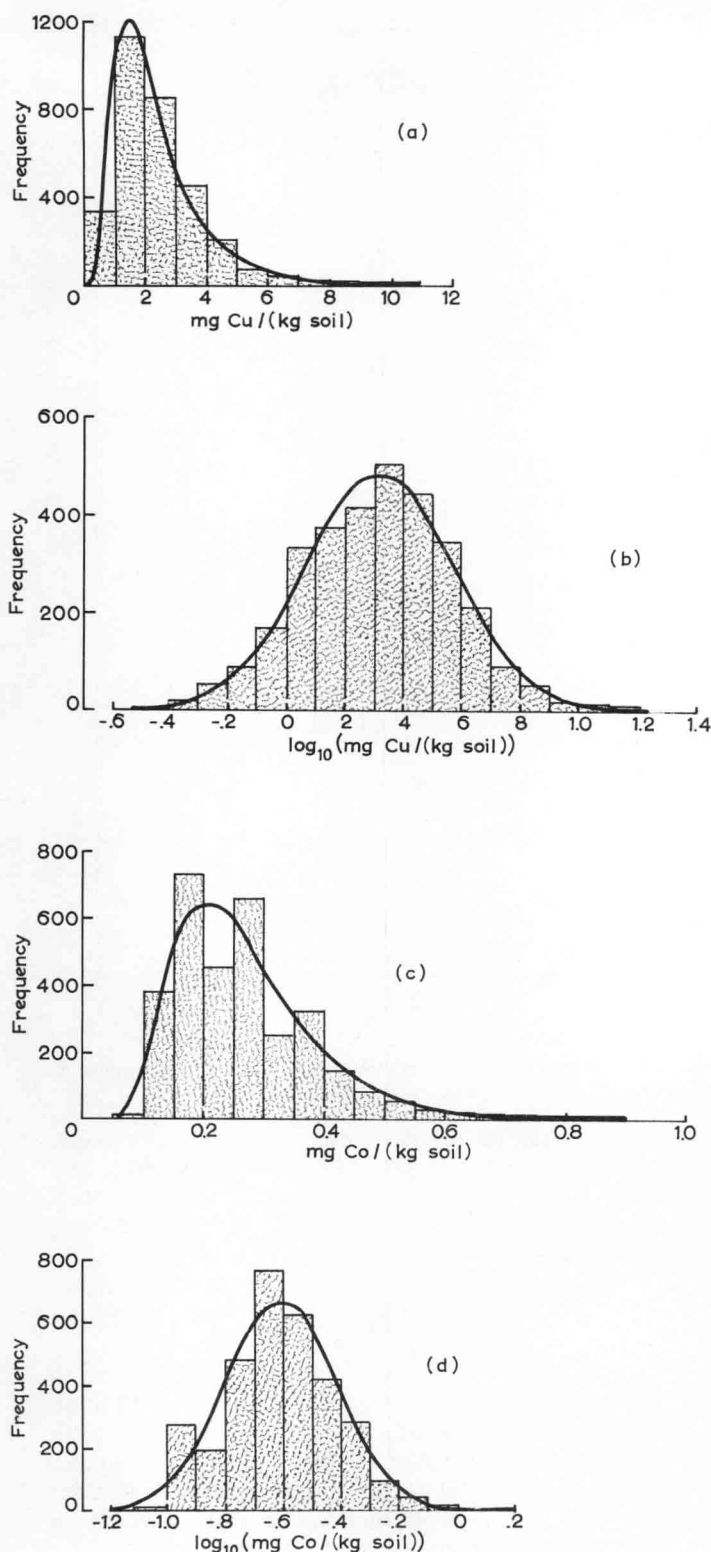 1200
800
400
0
Frequency
(a)
2 4 6 8 10 12
mg Cu/(kg soil)
600
400
200
0
Frequency
(b)
-.6 -.2 0 2 4 6 8 1.0 1.2 1.4
log10(mg Cu/(kg soil))
800
600
400
200
0
Frequency
(c)
0.2 0.4 0.6 0.8 1.0
mg Co/(kg soil)
800
600
400
200
0
Frequency
(d)
-1.2 -1.0 -.8 -.6 -.4 -.2 0 .2
log10(mg Co/(kg soil))